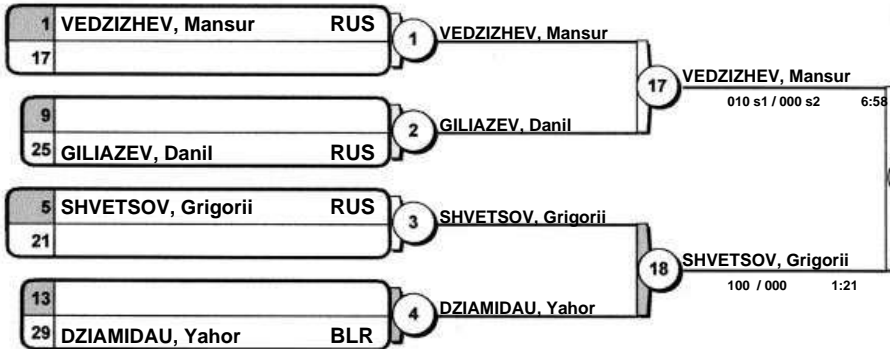 1 VEDZIZHEV, Mansur RUS
17
1 VEDZIZHEV, Mansur
9
25 GILIAZEV, Danil RUS
2 GILIAZEV, Danil
17 VEDZIZHEV, Mansur
010 s1 / 000 s2 6:58
5 SHVETSOV, Grigorii RUS
21
3 SHVETSOV, Grigorii
13
29 DZIAMIDAU, Yahor BLR
4 DZIAMIDAU, Yahor
18 SHVETSOV, Grigorii
100 / 000 1:21